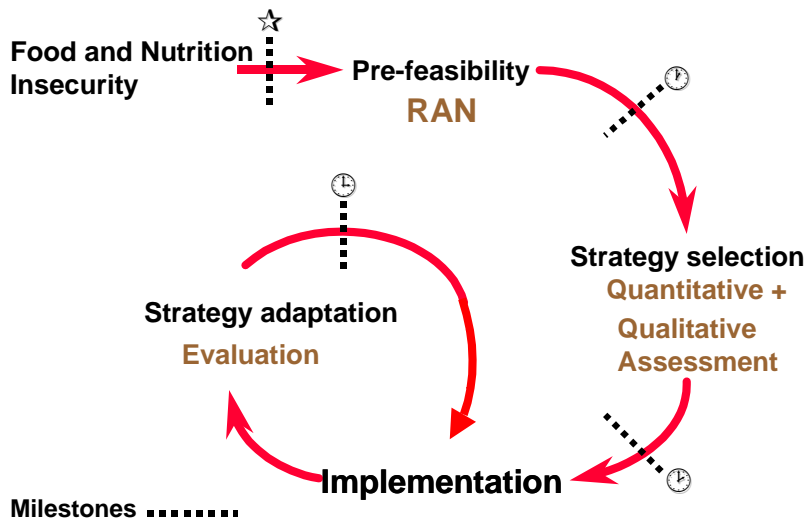 Food and Nutrition
Insecurity
Pre-feasibility
RAN
Strategy selection
Quantitative +
Qualitative
Assessment
Strategy adaptation
Evaluation
Implementation
Milestones